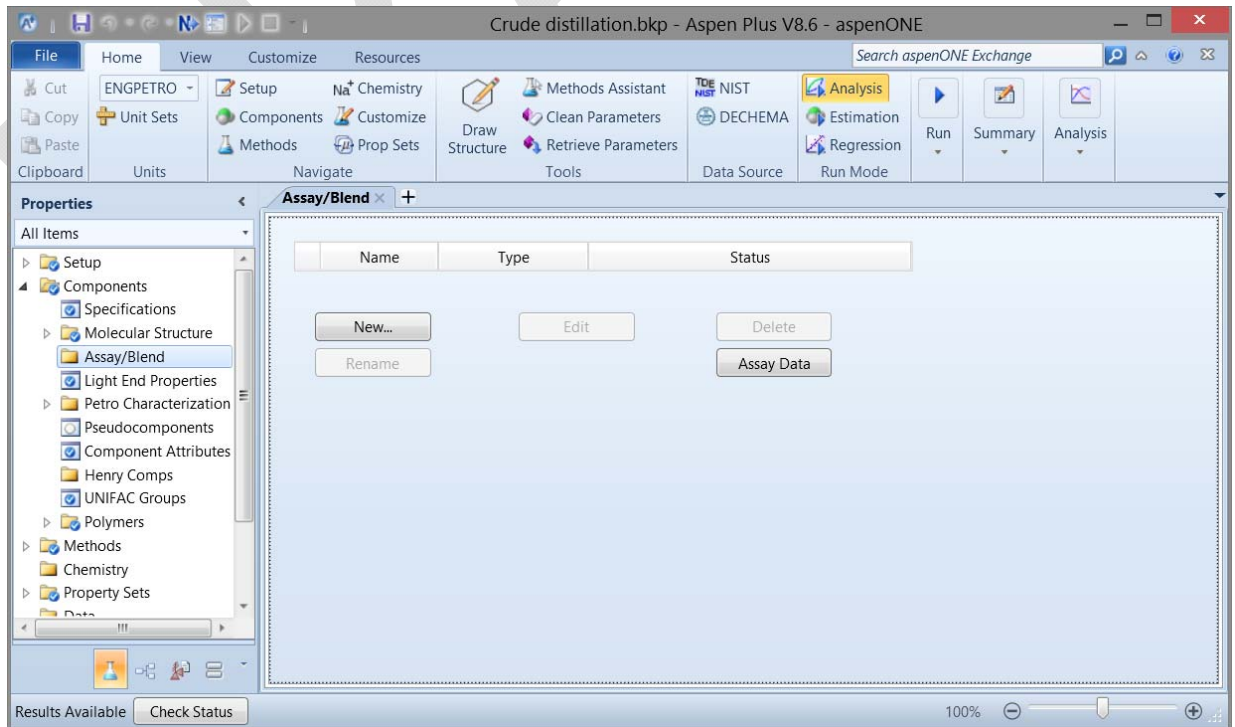 Crude distillation.bkp - Aspen Plus V8.6 - aspenONE
File Home View Customize Resources Search aspenONE Exchange
Cut ENGPETRO Setup Na+ Chemistry Methods Assistant TDE NIST NIST Analysis
Copy Unit Sets Components Customize Clean Parameters DECHEMA Estimation
Paste Methods Prop Sets Draw Structure Retrieve Parameters Regression Run Summary Analysis
Clipboard Units Navigate Tools Data Source Run Mode
Properties
Assay/Blend
All Items
Setup
Components
Specifications
Molecular Structure
Assay/Blend
Light End Properties
Petro Characterization
Pseudocomponents
Component Attributes
Henry Comps
UNIFAC Groups
Polymers
Methods
Chemistry
Property Sets
Data
Name Type Status
New... Edit Delete
Rename Assay Data
Results Available Check Status 100%